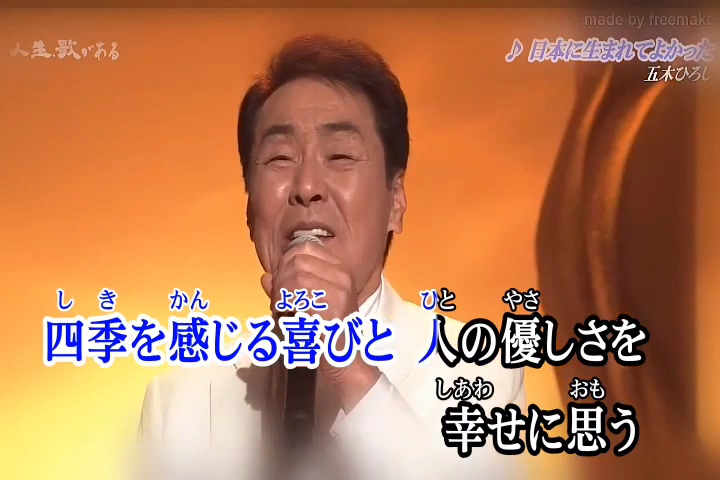 made by freemake
人生、歌がある
♪ 日本に生まれてよかった
五木ひろし
し き かん よろこ ひと やさ
四季を感じる喜びと 人の優しさを
しあわ おも
幸せに思う